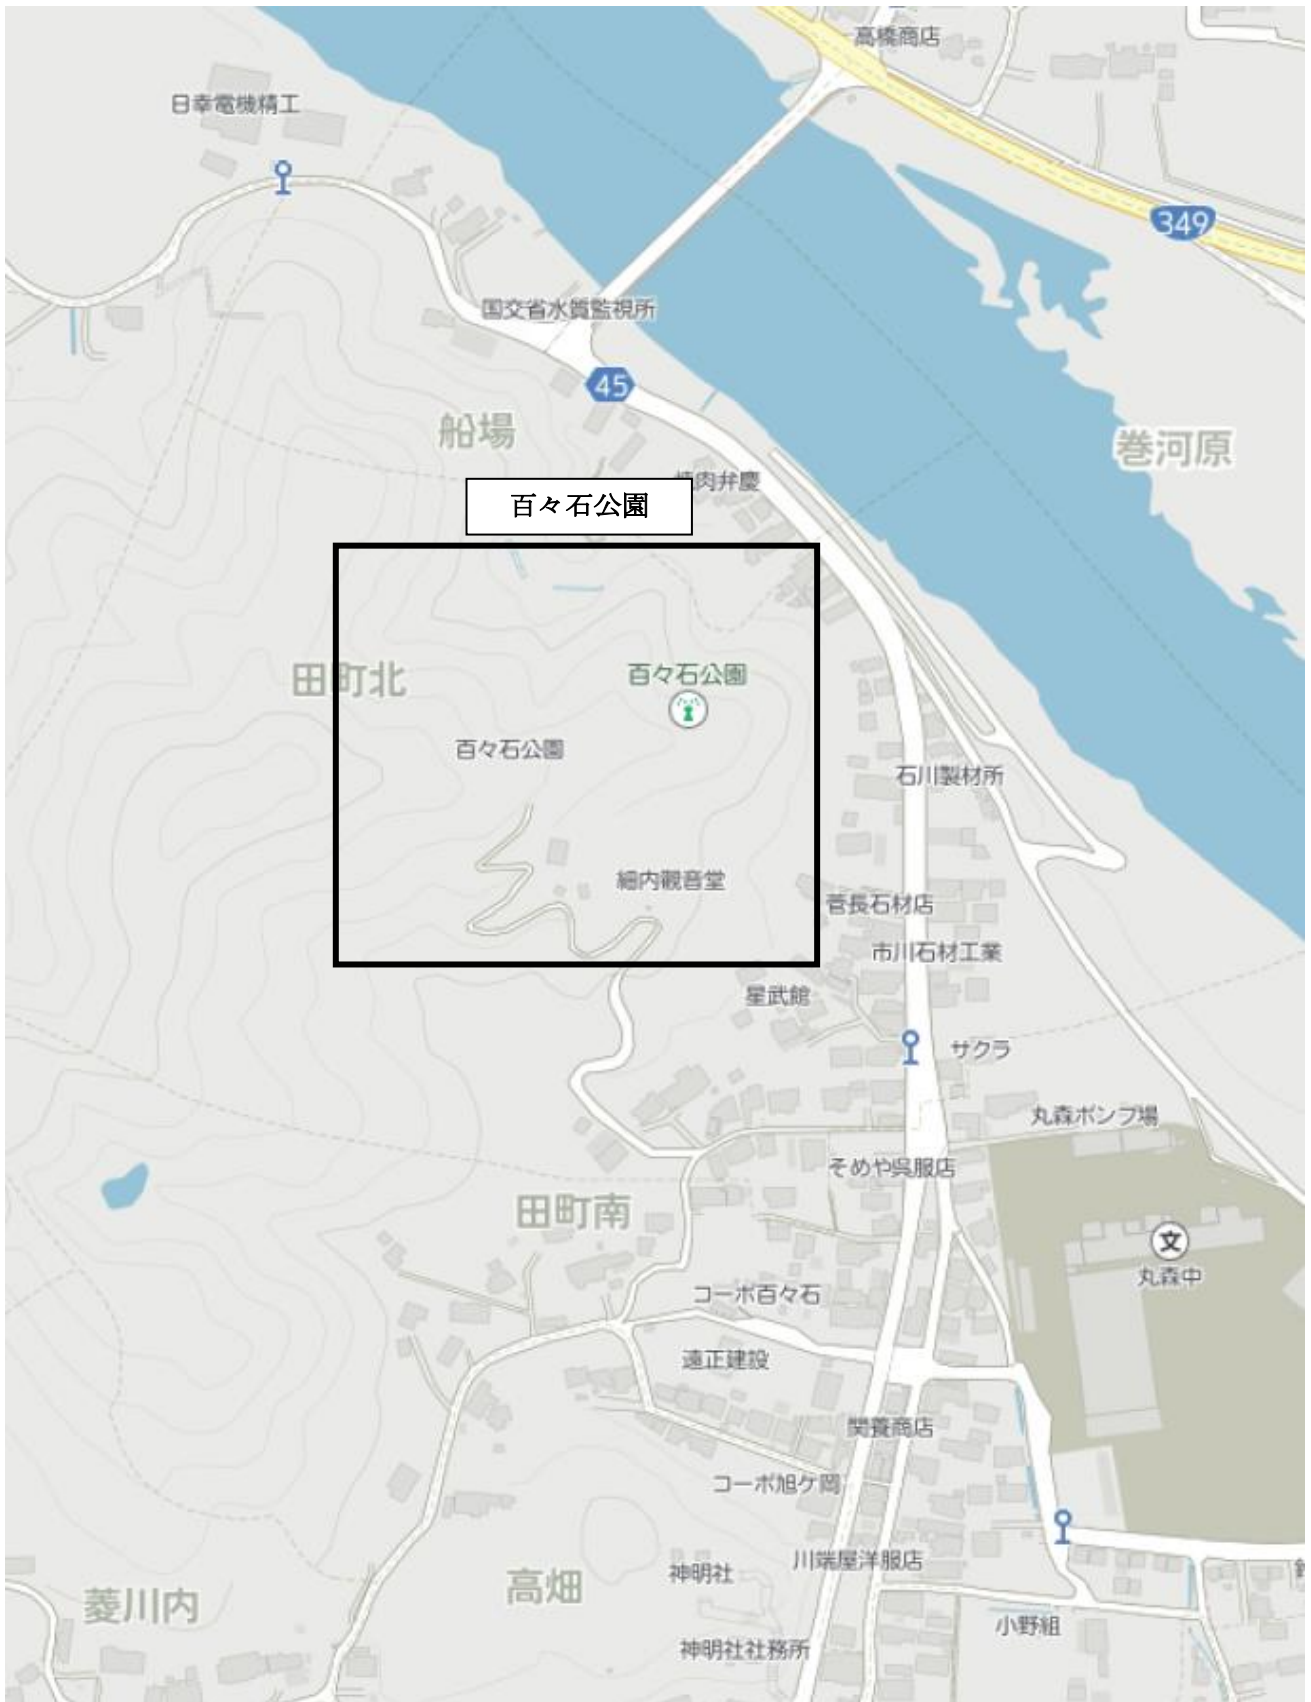 高橋商店
日幸電機精工
349
国交省水質監視所
45
船場
巻河原
焼肉弁慶
百々石公園
田町北
百々石公園
百々石公園
石川製材所
細内観音堂
菅長石材店
市川石材工業
星武館
サクラ
丸森ポンプ場
そめや呉服店
田町南
文
丸森中
コーポ百々石
遠正建設
関養商店
コーポ旭ケ岡
川端屋洋服店
神明社
高畑
菱川内
小野組
神明社社務所